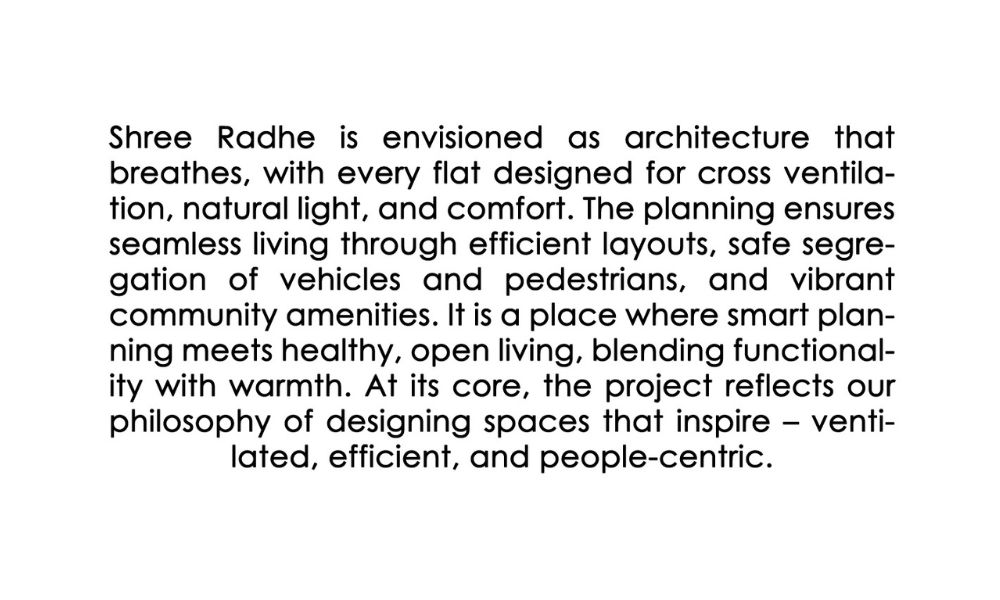 Shree Radhe is envisioned as architecture that
breathes, with every flat designed for cross ventila-
tion, natural light, and comfort. The planning ensures
seamless living through efficient layouts, safe segre-
gation of vehicles and pedestrians, and vibrant
community amenities. It is a place where smart plan-
ning meets healthy, open living, blending functional-
ity with warmth. At its core, the project reflects our
philosophy of designing spaces that inspire – venti-
lated, efficient, and people-centric.